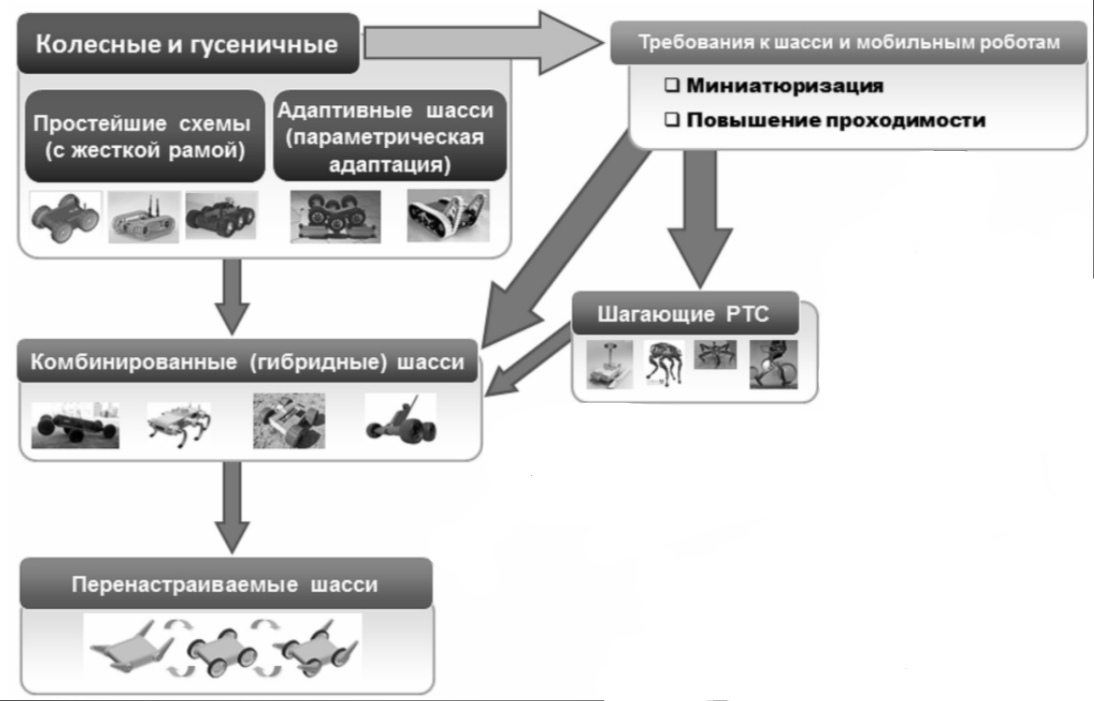 Колесные и гусеничные
Простейшие схемы
(с жесткой рамой)
Адаптивные шасси
(параметрическая
адаптация)
Требования к шасси и мобильным роботам
❑ Миниатюризация
❑ Повышение проходимости
Шагающие РТС
Комбинированные (гибридные) шасси
Перенастраиваемые шасси